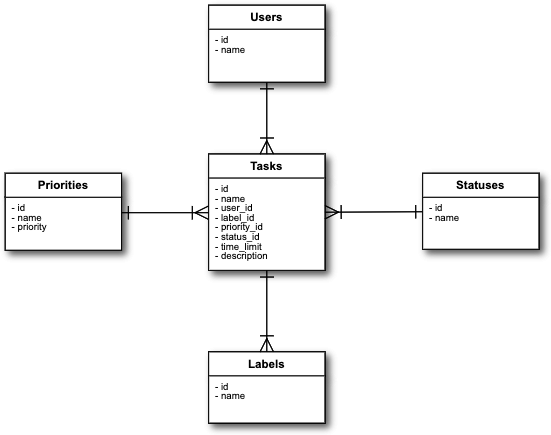 Users
- id
- name
Tasks
- id
- name
- user_id
- label_id
- priority_id
- status_id
- time_limit
- description
Priorities
- id
- name
- priority
Statuses
- id
- name
Labels
- id
- name